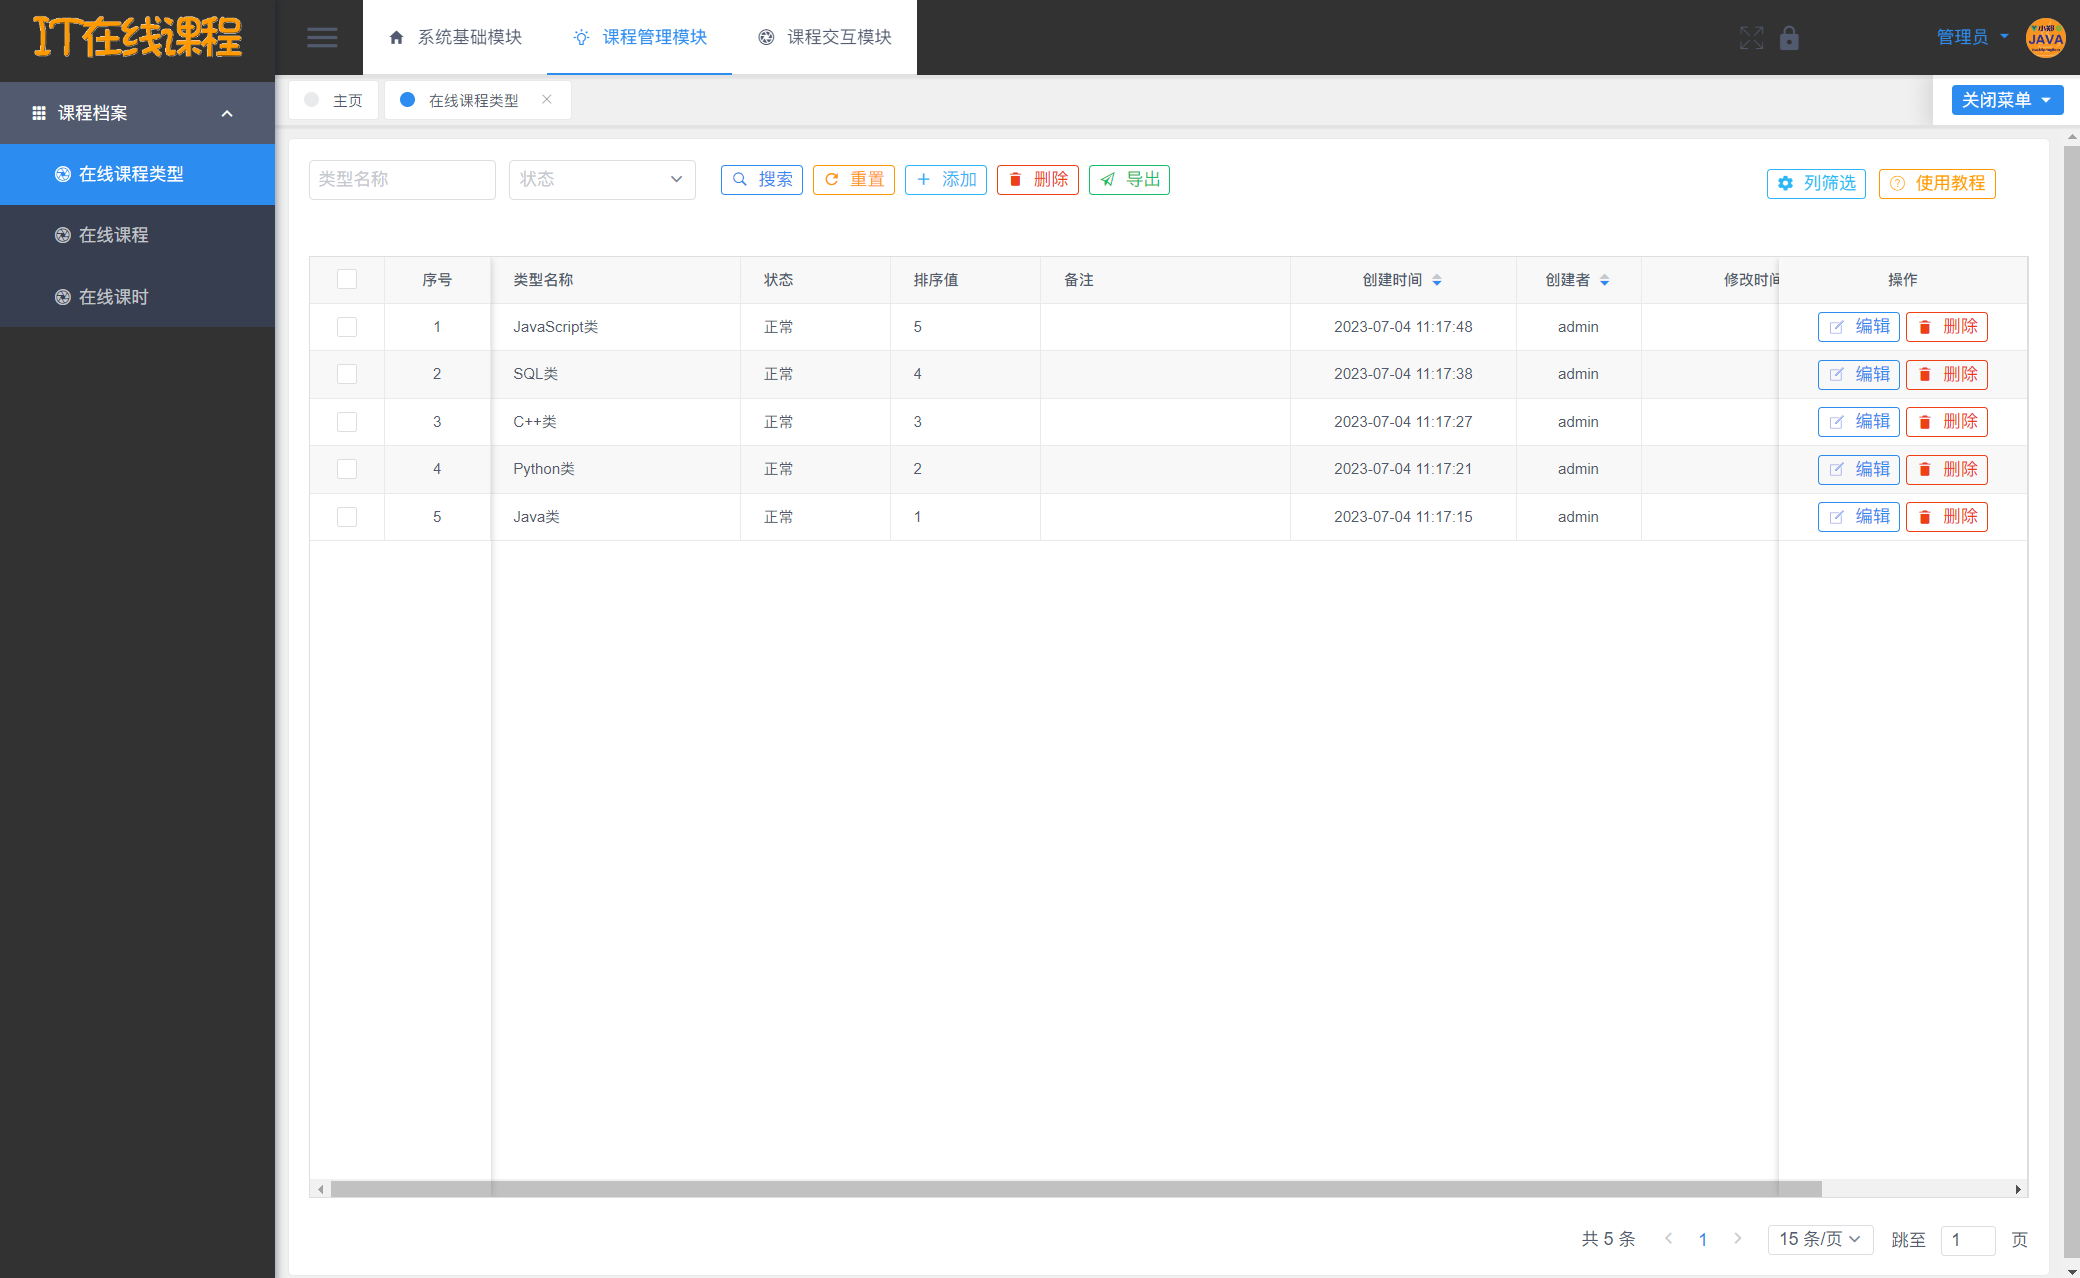 IT在线课程
系统基础模块
课程管理模块
课程交互模块
管理员
JAVA
课程档案
在线课程类型
在线课程
在线课时
主页
在线课程类型
关闭菜单
类型名称
状态
搜索
重置
添加
删除
导出
列筛选
使用教程
序号 类型名称 状态 排序值 备注 创建时间 创建者 修改时间 操作
1 JavaScript类 正常 5 2023-07-04 11:17:48 admin 编辑 删除
2 SQL类 正常 4 2023-07-04 11:17:38 admin 编辑 删除
3 C++类 正常 3 2023-07-04 11:17:27 admin 编辑 删除
4 Python类 正常 2 2023-07-04 11:17:21 admin 编辑 删除
5 Java类 正常 1 2023-07-04 11:17:15 admin 编辑 删除
共 5 条 1 15 条/页 跳至 1 页